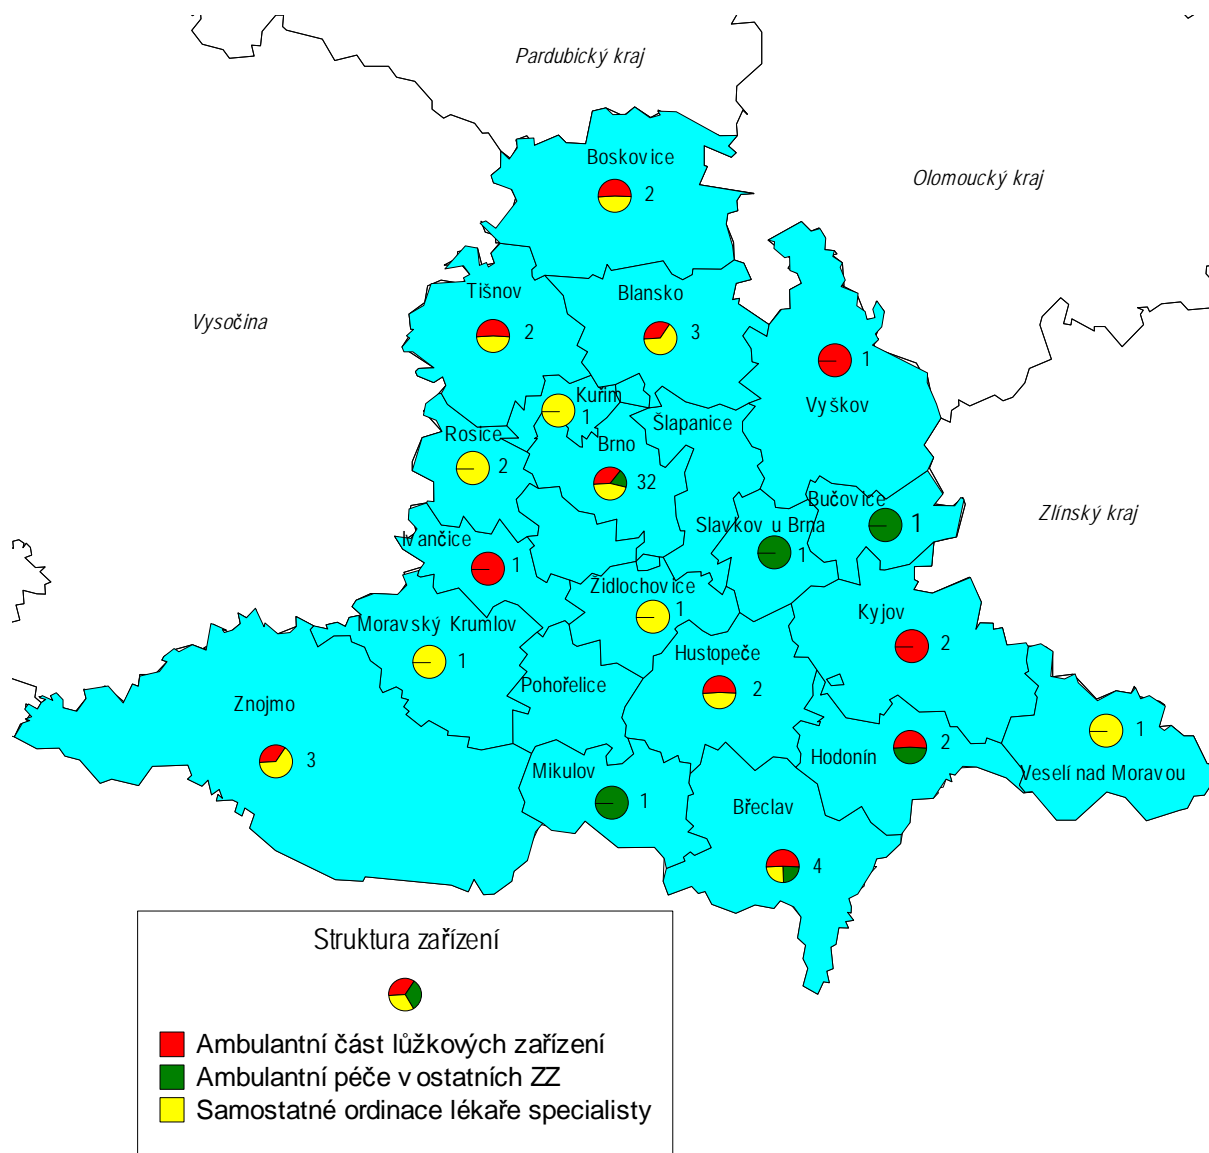 Pardubický kraj
Boskovice
2
Olomoucký kraj
Tišnov
2
Blansko
3
Vysočina
1
Vyškov
Kuřim
1
Šlapanice
Rosice
2
Brno
32
Bučovice
1
Slavkov u Brna
1
Zlínský kraj
Ivančice
1
Židlochovice
1
Kyjov
2
Moravský Krumlov
1
Hustopeče
2
Pohořelice
Znojmo
3
Hodonín
2
1
Veselí nad Moravou
Mikulov
1
Břeclav
4
Struktura zařízení
Ambulantní část lůžkových zařízení
Ambulantní péče v ostatních ZZ
Samostatné ordinace lékaře specialisty